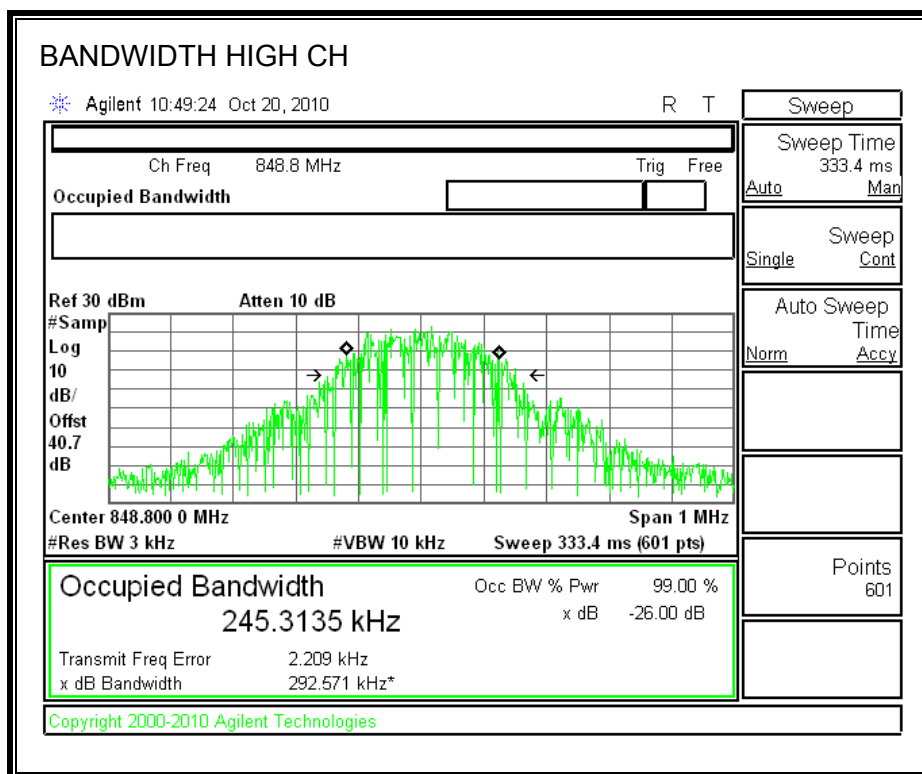 BANDWIDTH HIGH CH
Agilent 10:49:24 Oct 20, 2010 R T
Sweep
Ch Freq 848.8 MHz Trig Free
Occupied Bandwidth
Sweep Time
333.4 ms
Auto Man
Sweep
Single Cont
Auto Sweep
Time
Norm Accy
Points
601
Ref 30 dBm Atten 10 dB
#Samp
Log
10
dB/
Offst
40.7
dB
Center 848.800 0 MHz Span 1 MHz
#Res BW 3 kHz #VBW 10 kHz Sweep 333.4 ms (601 pts)
Occupied Bandwidth
245.3135 kHz
Occ BW % Pwr 99.00 %
x dB -26.00 dB
Transmit Freq Error 2.209 kHz
x dB Bandwidth 292.571 kHz*
Copyright 2000-2010 Agilent Technologies